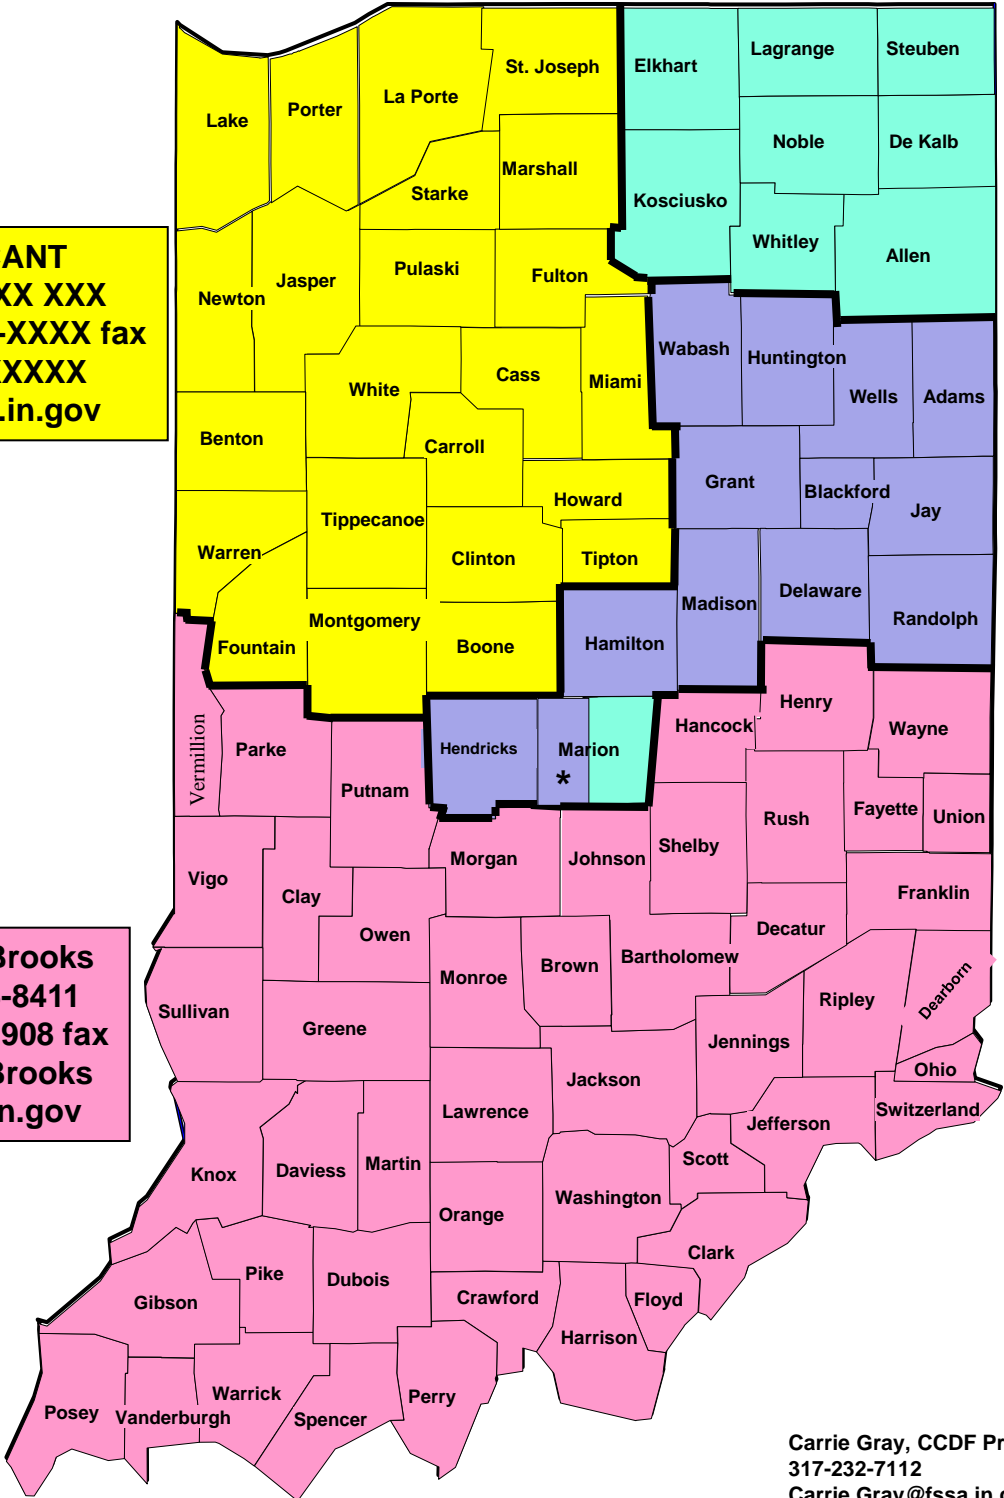 St. Joseph
Elkhart
Lagrange
Steuben
Lake
Porter
La Porte
Noble
De Kalb
Marshall
Starke
Kosciusko
Whitley
Allen
Newton
Jasper
Pulaski
Fulton
ANT
XX XXX
-XXXX fax
XXXXX
.in.gov
Wabash
Huntington
White
Cass
Miami
Wells
Adams
Benton
Carroll
Grant
Blackford
Jay
Howard
Tippecanoe
Warren
Clinton
Tipton
Madison
Delaware
Randolph
Montgomery
Fountain
Boone
Hamilton
Henry
Hancock
Wayne
Vermillion
Parke
Hendricks
Marion
*
Putnam
Rush
Fayette
Union
Morgan
Johnson
Shelby
Vigo
Clay
Franklin
Owen
Decatur
Brooks
-8411
908 fax
Brooks
n.gov
Monroe
Brown
Bartholomew
Ripley
Dearborn
Sullivan
Greene
Jennings
Ohio
Jackson
Lawrence
Jefferson
Switzerland
Knox
Daviess
Martin
Scott
Washington
Orange
Clark
Gibson
Pike
Dubois
Crawford
Floyd
Harrison
Posey
Vanderburgh
Warrick
Spencer
Perry
Carrie Gray, CCDF Pr
317-232-7112
Carrie.Gray@fssa.in.